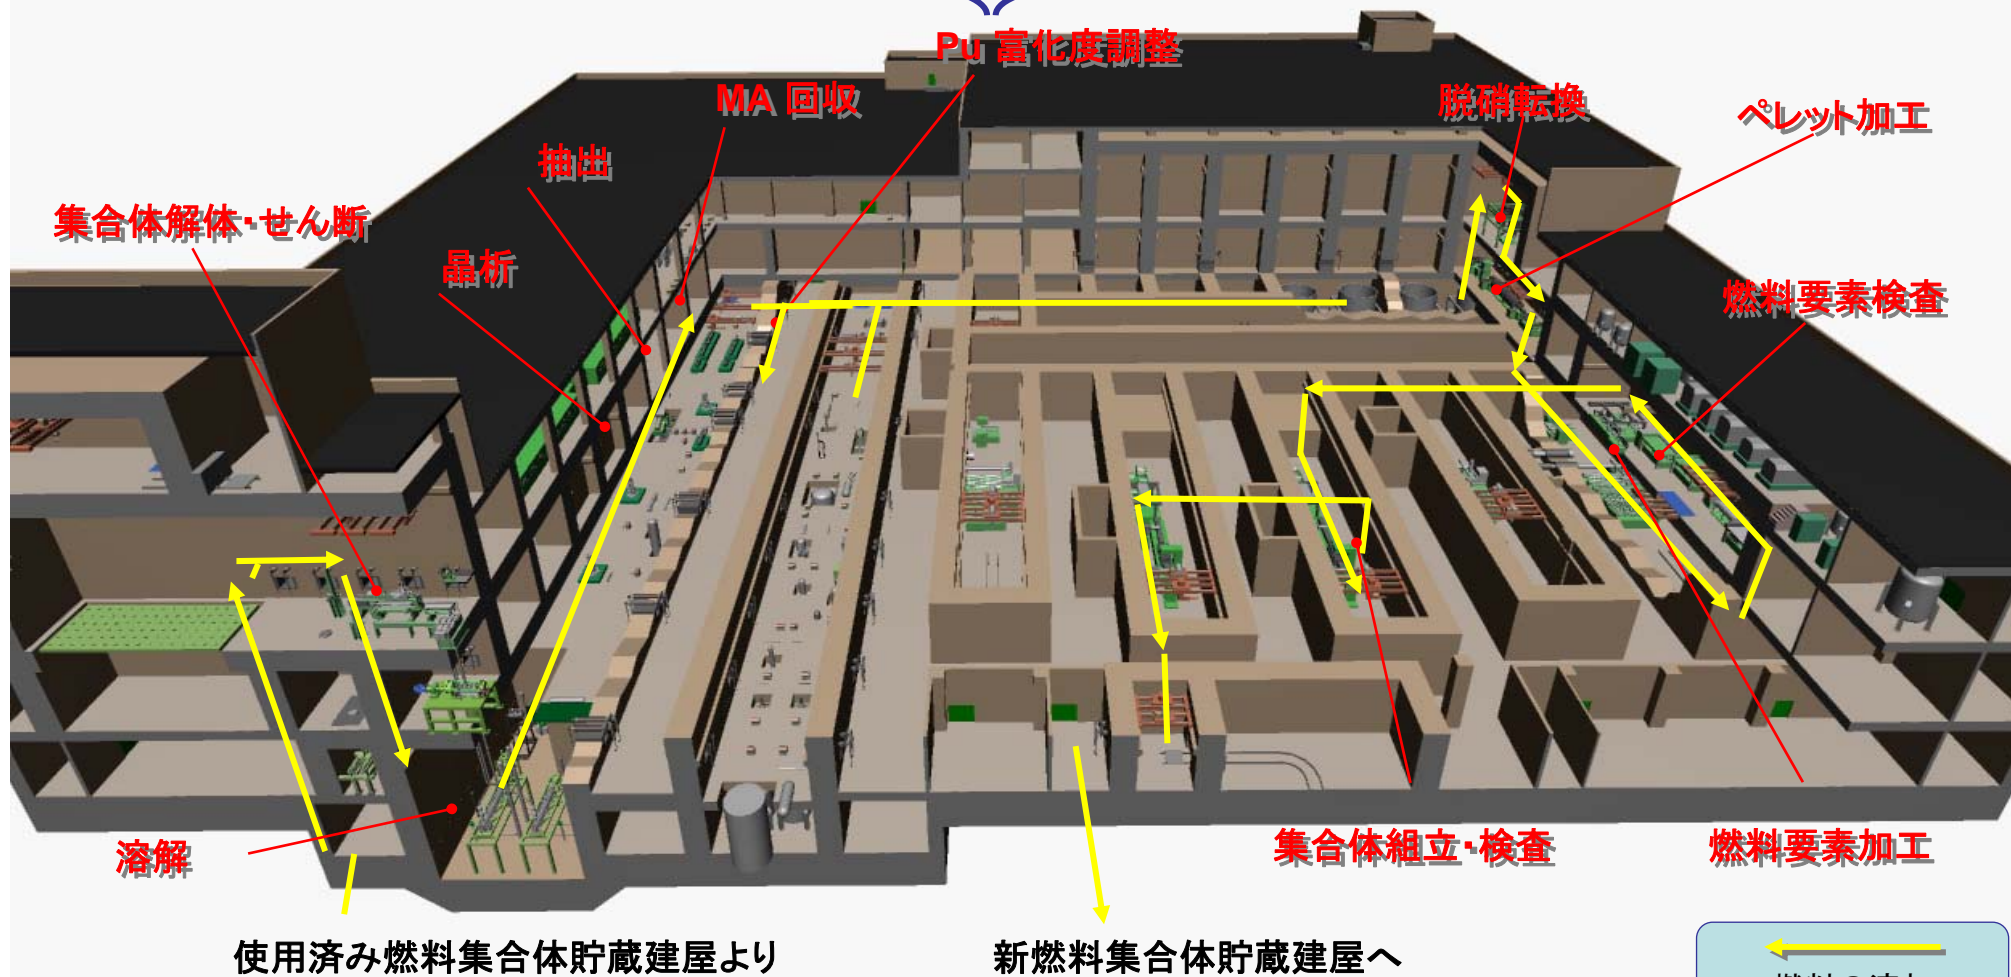 Pu 富化度調整
MA 回収
脱硝転換
ペレット加工
抽出
集合体解体・せん断
晶析
燃料要素検査
溶解
集合体組立・検査
燃料要素加工
使用済み燃料集合体貯蔵建屋より
新燃料集合体貯蔵建屋へ